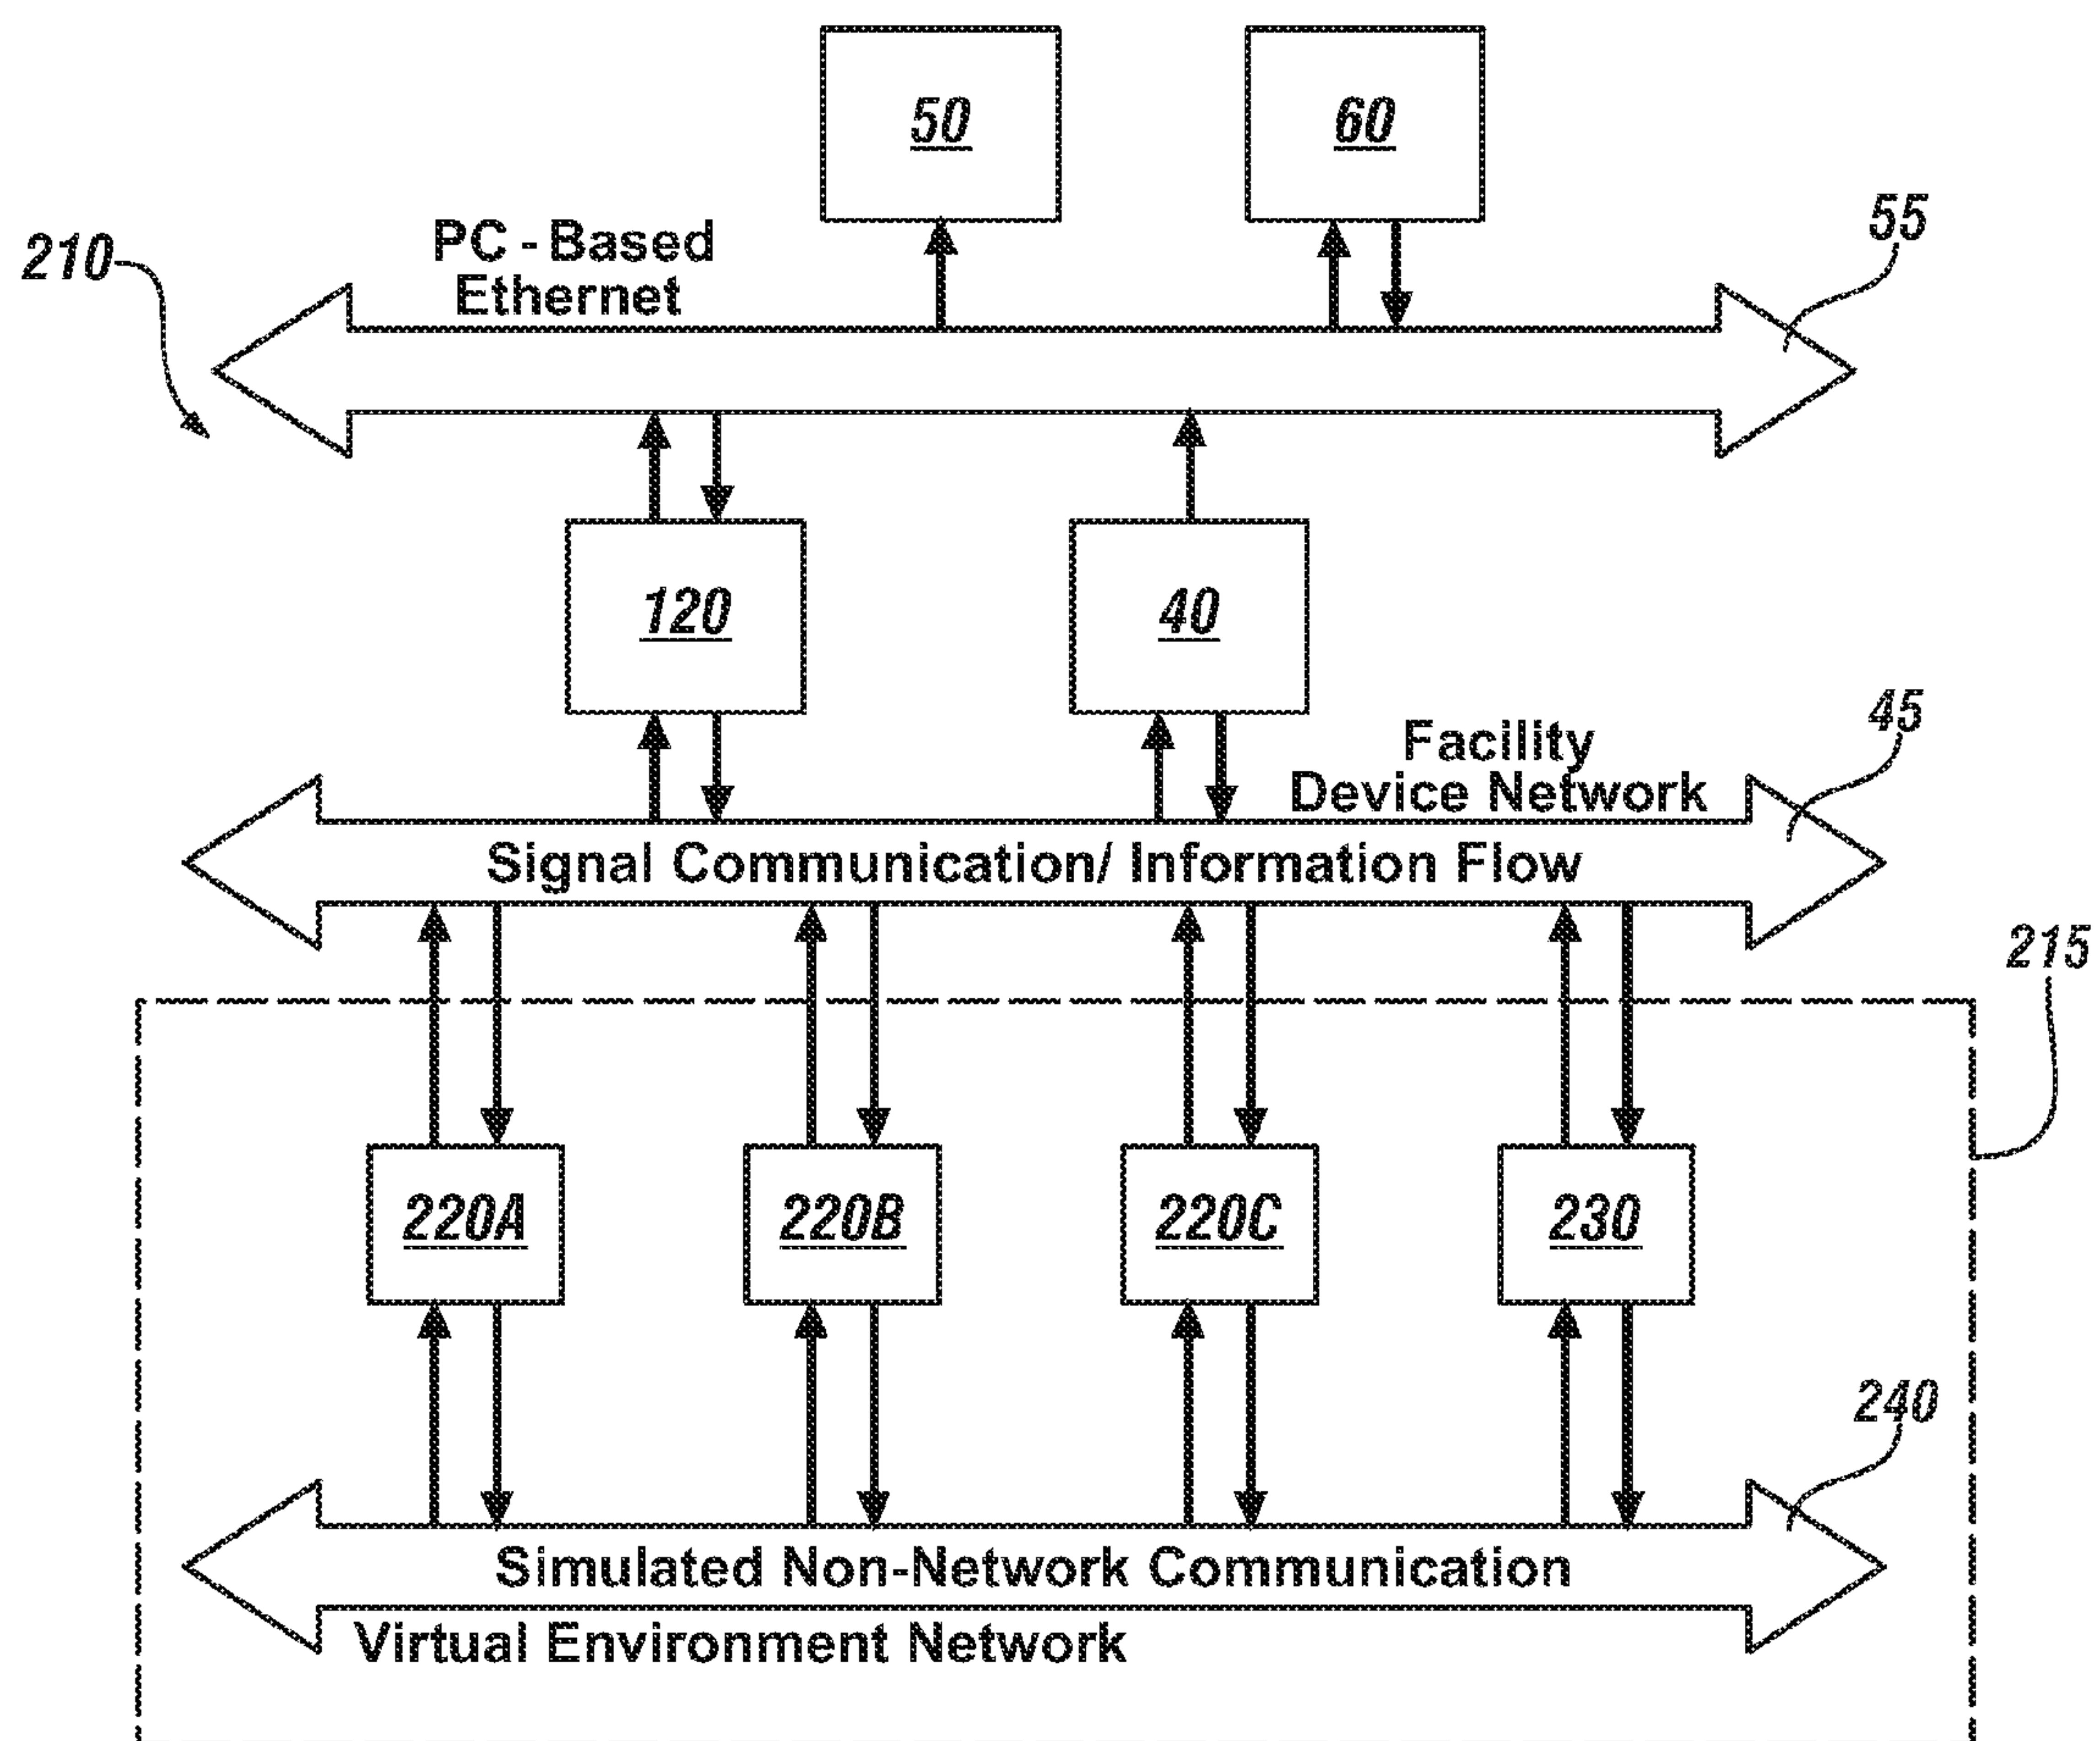 50
60
55
PC-Based
Ethernet
210
120
40
45
Facility
Device Network
Signal Communication/ Information Flow
215
220A
220B
220C
230
240
Simulated Non-Network Communication
Virtual Environment Network